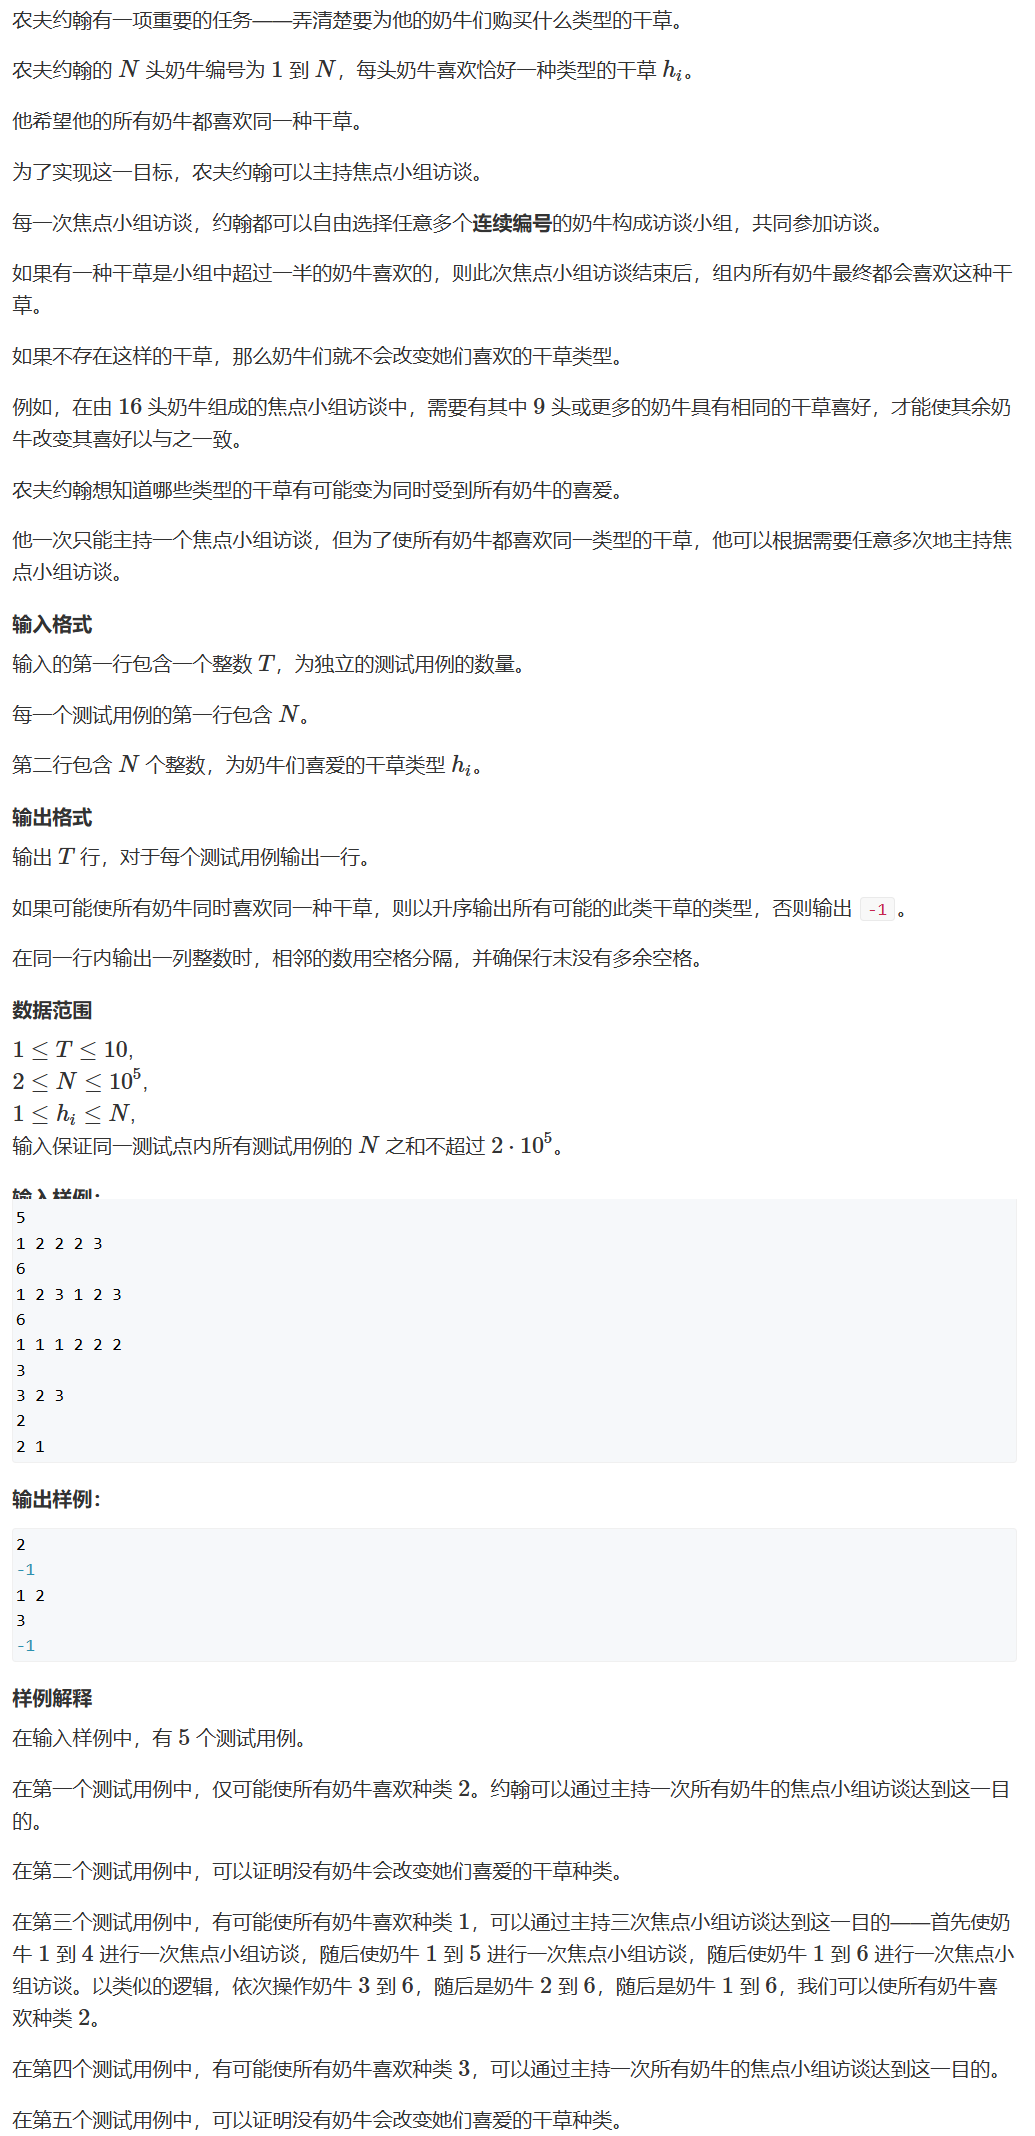 农夫约翰有一项重要的任务——弄清楚要为他的奶牛们购买什么类型的干草。
农夫约翰的 N 头奶牛编号为 1 到 N，每头奶牛喜欢恰好一种类型的干草 h_i。
他希望他的所有奶牛都喜欢同一种干草。
为了实现这一目标，农夫约翰可以主持焦点小组访谈。
每一次焦点小组访谈，约翰都可以自由选择任意多个连续编号的奶牛构成访谈小组，共同参加访谈。
如果有一种干草是小组中超过一半的奶牛喜欢的，则此次焦点小组访谈结束后，组内所有奶牛最终都会喜欢这种干
草。
如果不存在这样的干草，那么奶牛们就不会改变她们喜欢的干草类型。
例如，在由 16 头奶牛组成的焦点小组访谈中，需要有其中 9 头或更多的奶牛具有相同的干草喜好，才能使其余奶
牛改变其喜好以与之一致。
农夫约翰想知道哪些类型的干草有可能变为同时受到所有奶牛的喜爱。
他一次只能主持一个焦点小组访谈，但为了使所有奶牛都喜欢同一类型的干草，他可以根据需要任意多次地主持焦
点小组访谈。
输入格式
输入的第一行包含一个整数 T，为独立的测试用例的数量。
每一个测试用例的第一行包含 N。
第二行包含 N 个整数，为奶牛们喜爱的干草类型 h_i。
输出格式
输出 T 行，对于每个测试用例输出一行。
如果可能使所有奶牛同时喜欢同一种干草，则以升序输出所有可能的此类干草的类型，否则输出 -1 。
在同一行内输出一列整数时，相邻的数用空格分隔，并确保行末没有多余空格。
数据范围
1 ≤ T ≤ 10,
2 ≤ N ≤ 10^5,
1 ≤ h_i ≤ N,
输入保证同一测试点内所有测试用例的 N 之和不超过 2 · 10^5。
输入样例：
5
1 2 2 2 3
6
1 2 3 1 2 3
6
1 1 1 2 2 2
3
3 2 3
2
2 1
输出样例：
2
-1
1 2
3
-1
样例解释
在输入样例中，有 5 个测试用例。
在第一个测试用例中，仅可能使所有奶牛喜欢种类 2。约翰可以通过主持一次所有奶牛的焦点小组访谈达到这一目
的。
在第二个测试用例中，可以证明没有奶牛会改变她们喜爱的干草种类。
在第三个测试用例中，有可能使所有奶牛喜欢种类 1，可以通过主持三次焦点小组访谈达到这一目的——首先使奶
牛 1 到 4 进行一次焦点小组访谈，随后使奶牛 1 到 5 进行一次焦点小组访谈，随后使奶牛 1 到 6 进行一次焦点小
组访谈。以类似的逻辑，依次操作奶牛 3 到 6，随后是奶牛 2 到 6，随后是奶牛 1 到 6，我们可以使所有奶牛喜
欢种类 2。
在第四个测试用例中，有可能使所有奶牛喜欢种类 3，可以通过主持一次所有奶牛的焦点小组访谈达到这一目的。
在第五个测试用例中，可以证明没有奶牛会改变她们喜爱的干草种类。